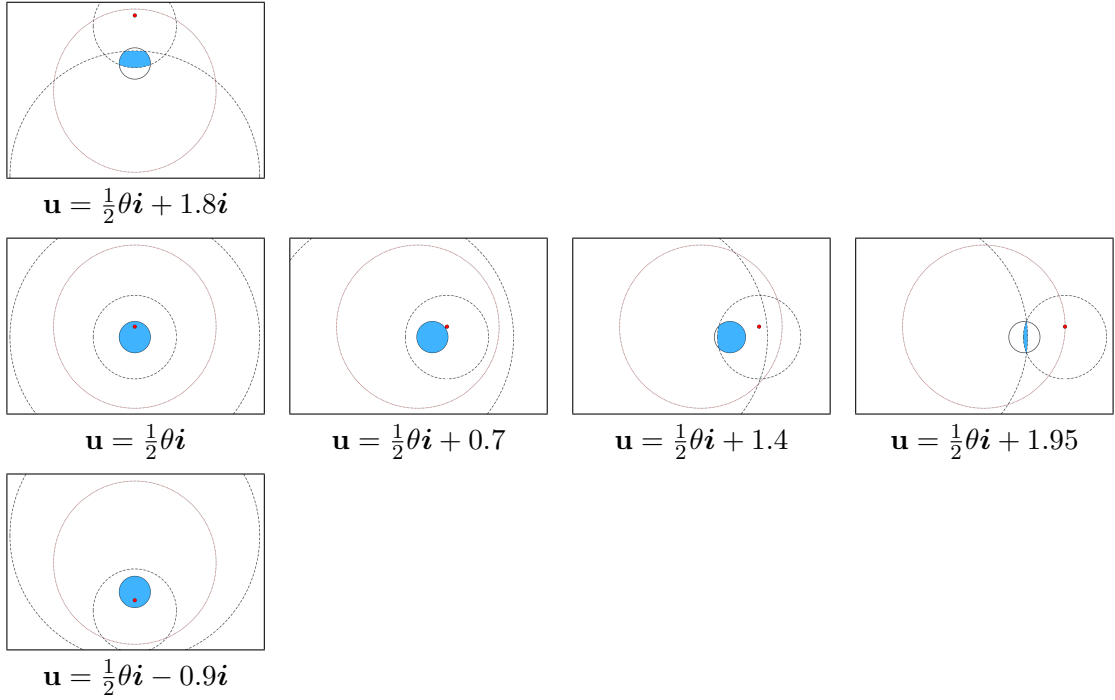 u = ½θi + 1.8i
u = ½θi
u = ½θi + 0.7
u = ½θi + 1.4
u = ½θi + 1.95
u = ½θi − 0.9i